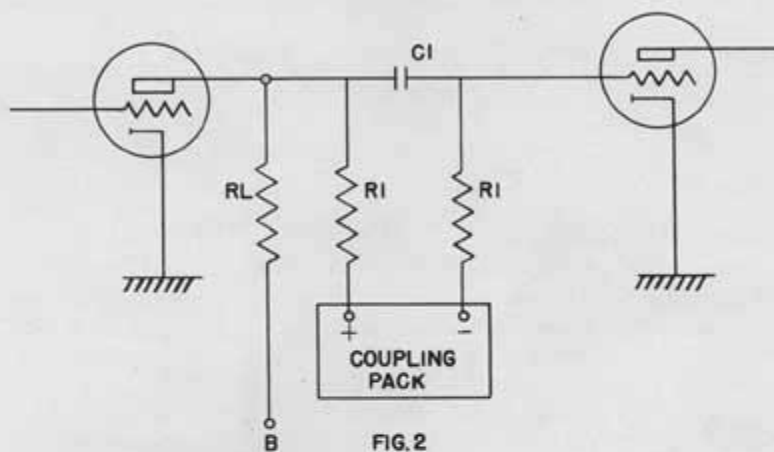 C1
RL
R1
R1
+
-
COUPLING
PACK
B
FIG. 2